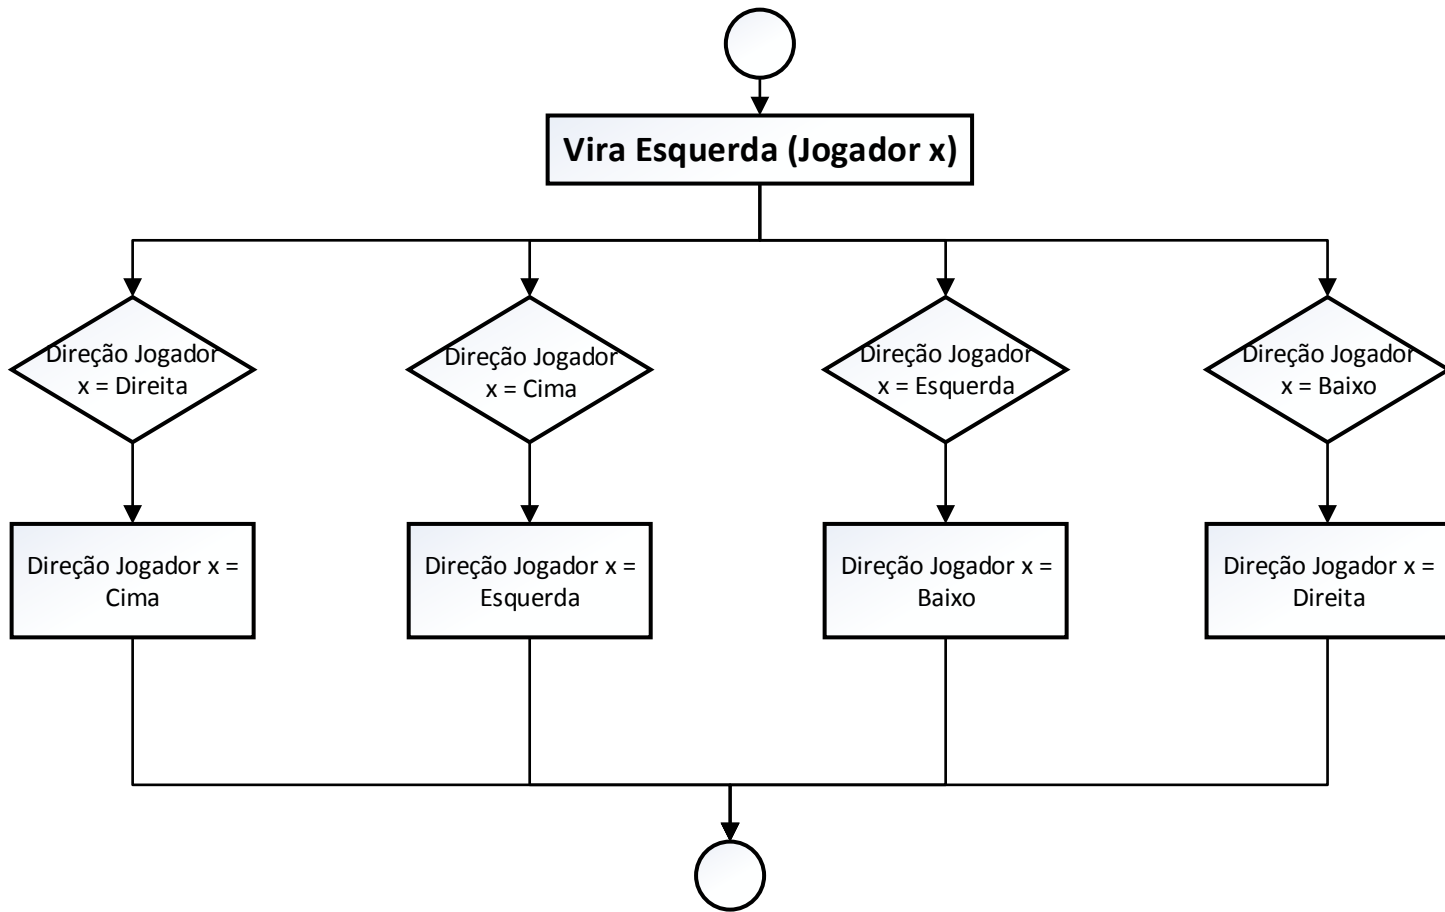 Vira Esquerda (Jogador x)
Direção Jogador
x = Direita
Direção Jogador
x = Cima
Direção Jogador
x = Esquerda
Direção Jogador
x = Baixo
Direção Jogador x =
Cima
Direção Jogador x =
Esquerda
Direção Jogador x =
Baixo
Direção Jogador x =
Direita